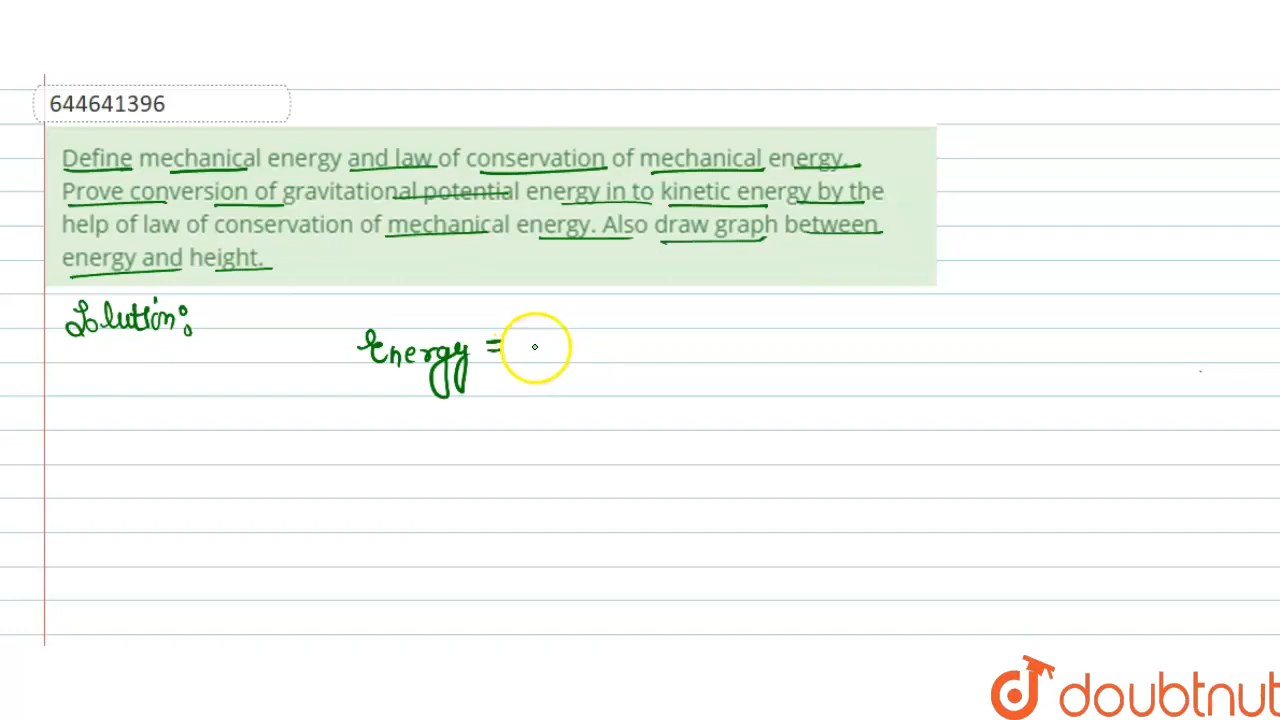 644641396
Define mechanical energy and law of conservation of mechanical energy.
Prove conversion of gravitational potential energy in to kinetic energy by the
help of law of conservation of mechanical energy. Also draw graph between
energy and height.
Solution:
Energy =
doubtnut